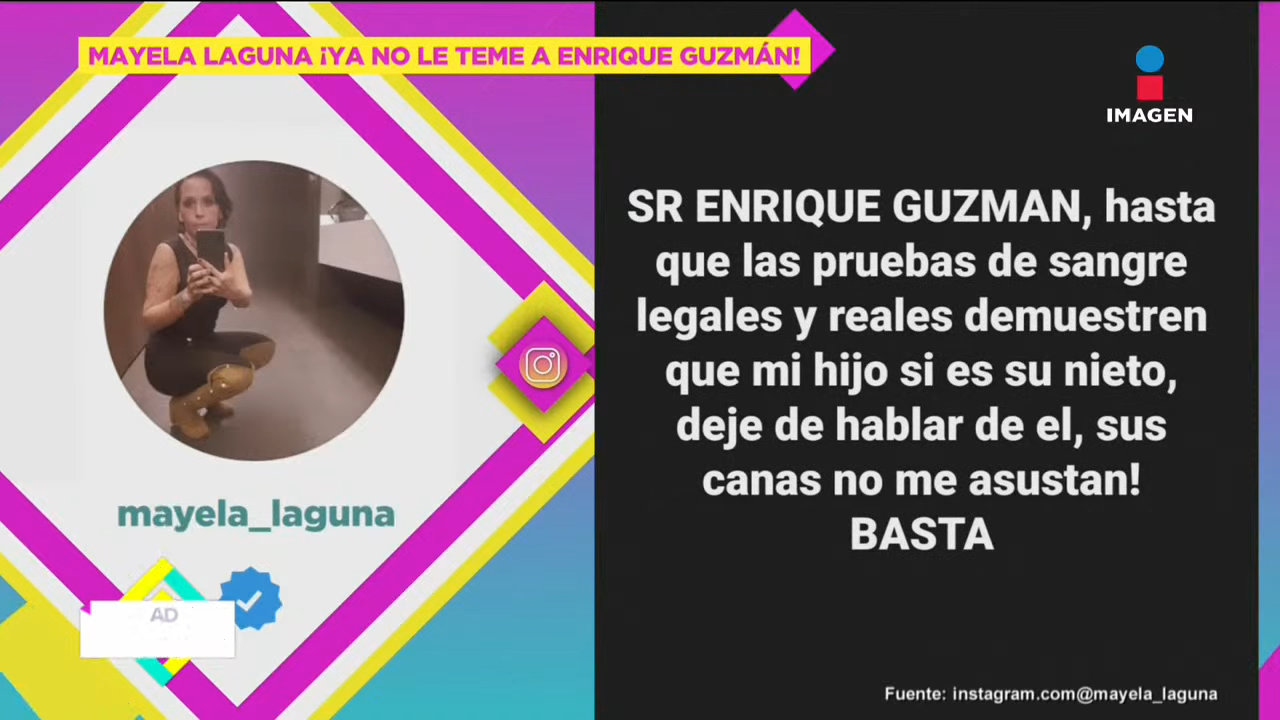 MAYELA LAGUNA ¡YA NO LE TEME A ENRIQUE GUZMÁN!
IMAGEN
SR ENRIQUE GUZMAN, hasta
que las pruebas de sangre
legales y reales demuestren
que mi hijo si es su nieto,
deje de hablar de el, sus
canas no me asustan!
BASTA
mayela_laguna
AD
Fuente: instagram.com@mayela_laguna